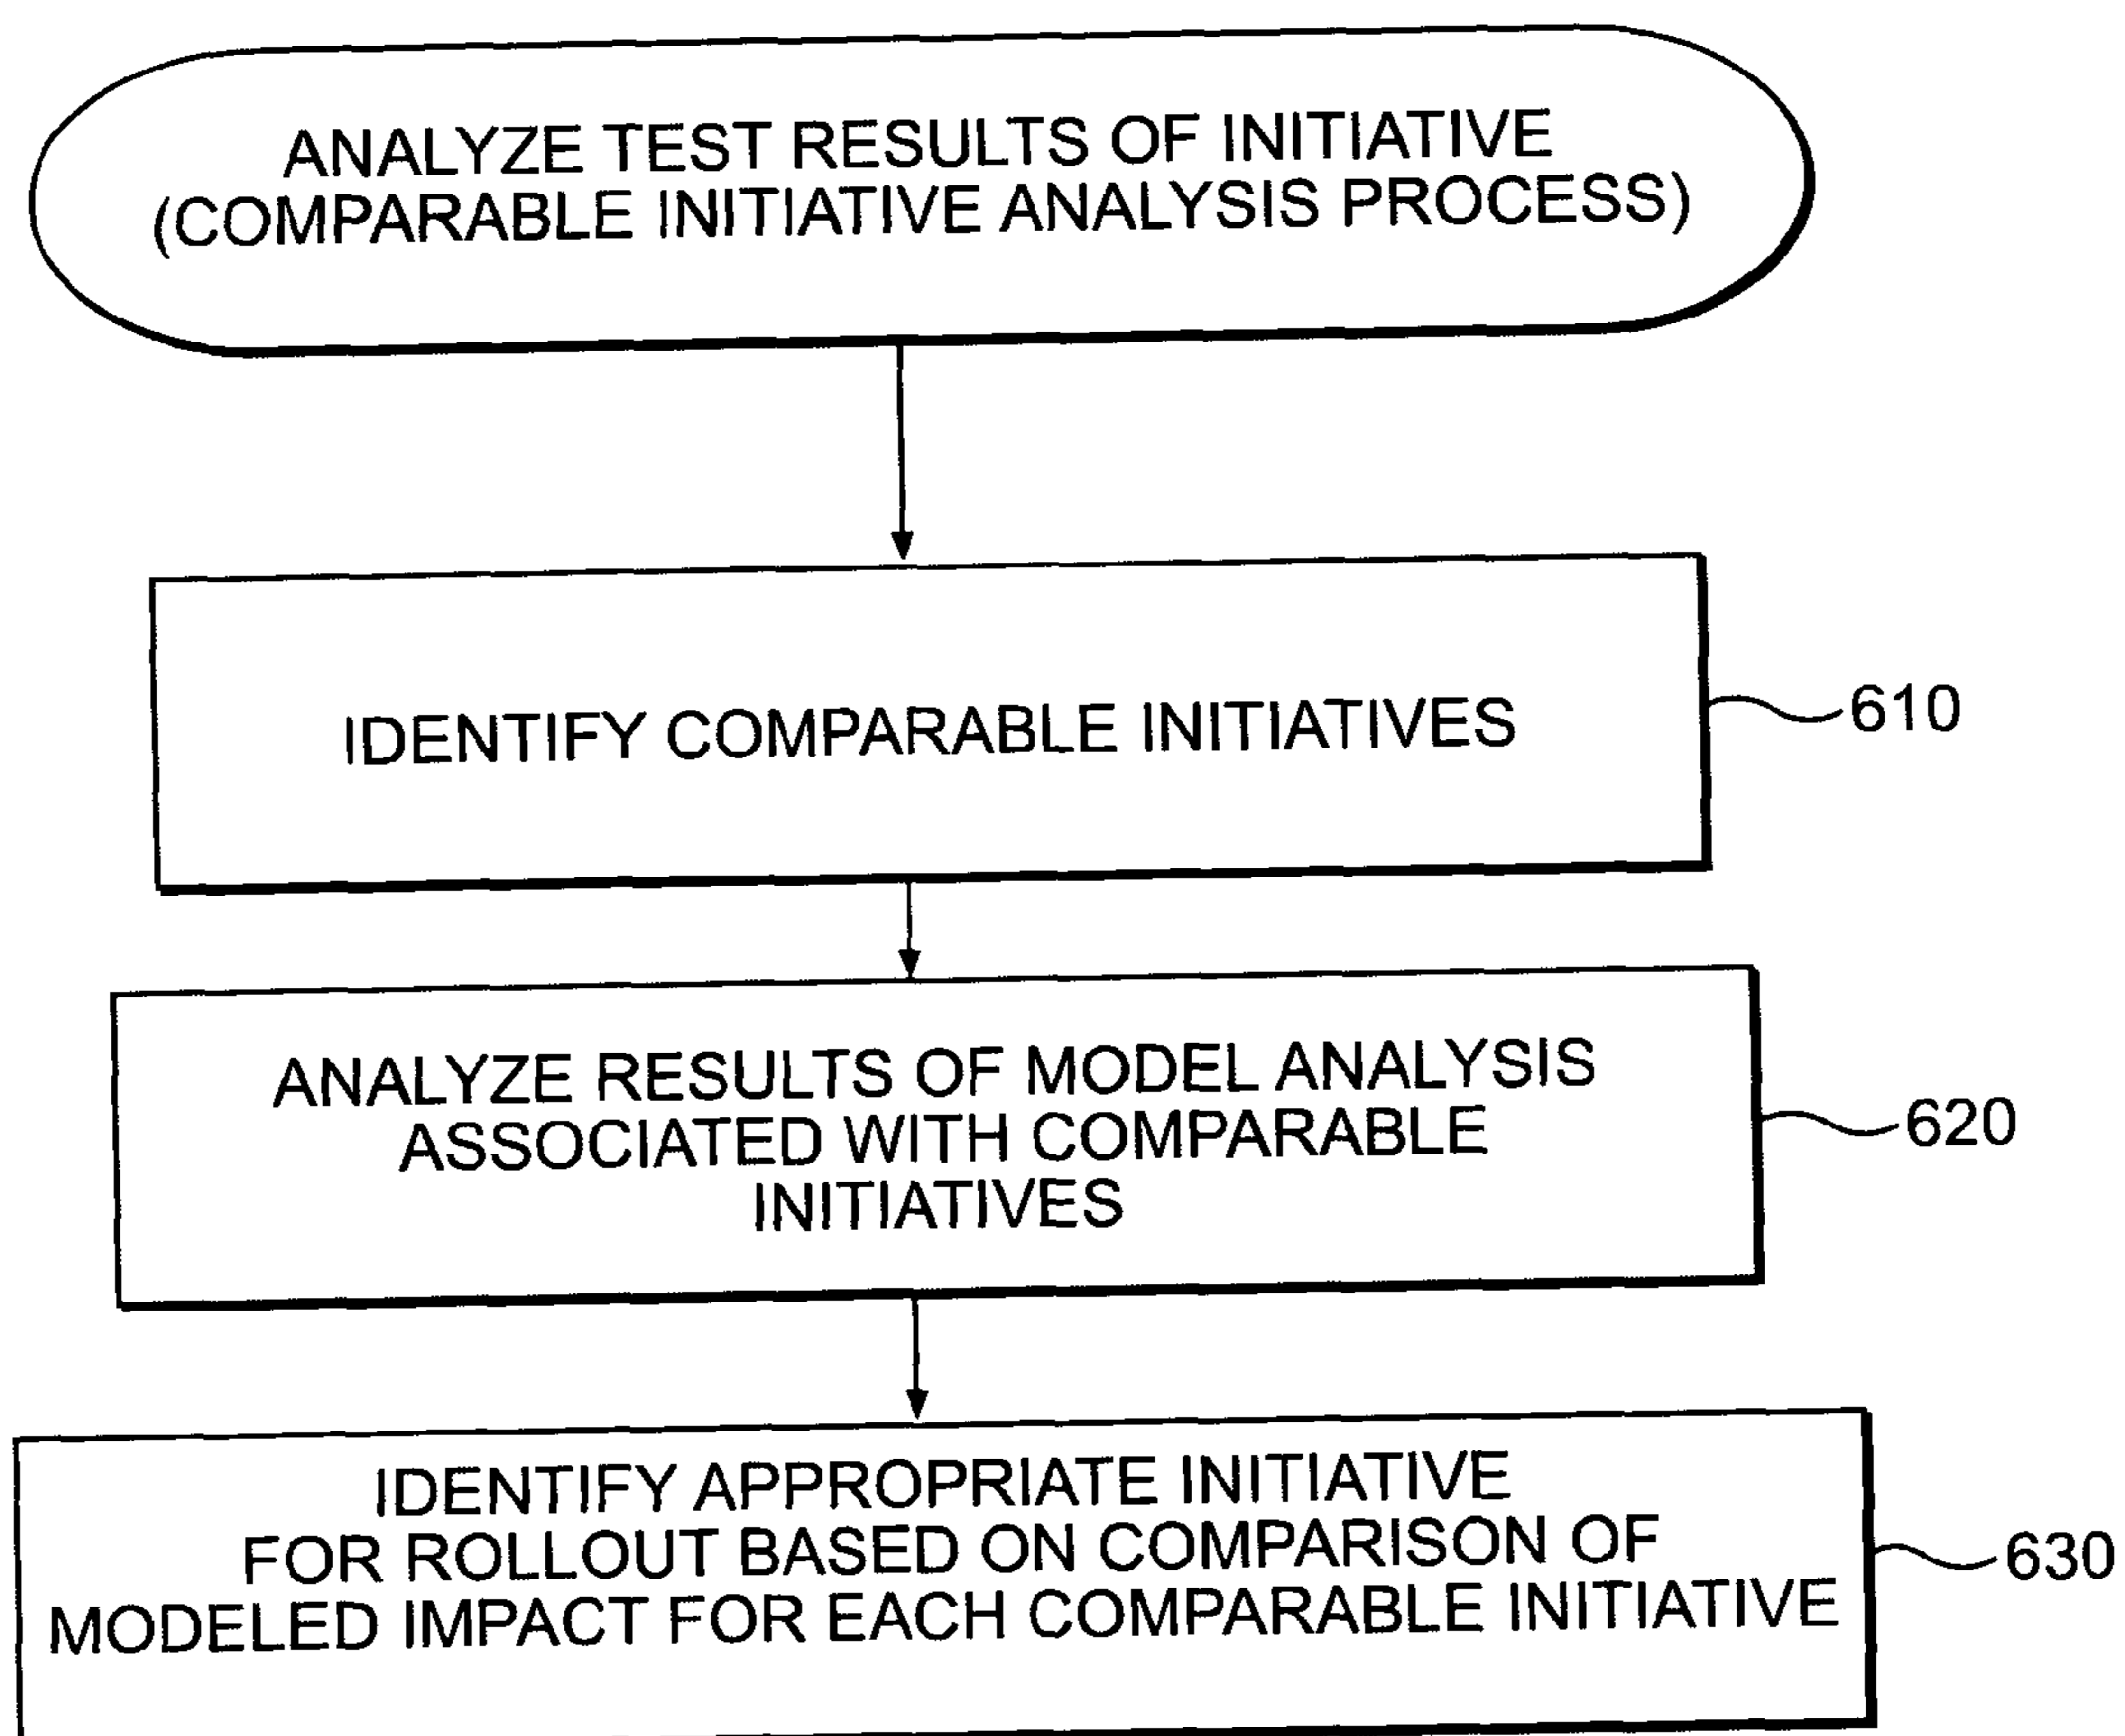 ANALYZE TEST RESULTS OF INITIATIVE
(COMPARABLE INITIATIVE ANALYSIS PROCESS)
IDENTIFY COMPARABLE INITIATIVES
610
ANALYZE RESULTS OF MODEL ANALYSIS
ASSOCIATED WITH COMPARABLE
INITIATIVES
620
IDENTIFY APPROPRIATE INITIATIVE
FOR ROLLOUT BASED ON COMPARISON OF
MODELED IMPACT FOR EACH COMPARABLE INITIATIVE
630